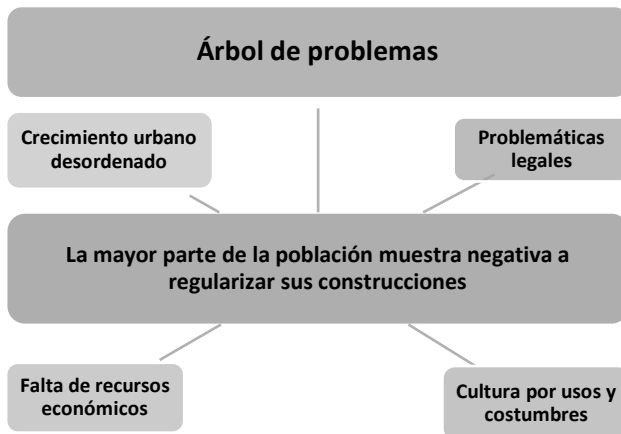 Árbol de problemas
Crecimiento urbano
desordenado
Problemáticas
legales
La mayor parte de la población muestra negativa a
regularizar sus construcciones
Falta de recursos
económicos
Cultura por usos y
costumbres